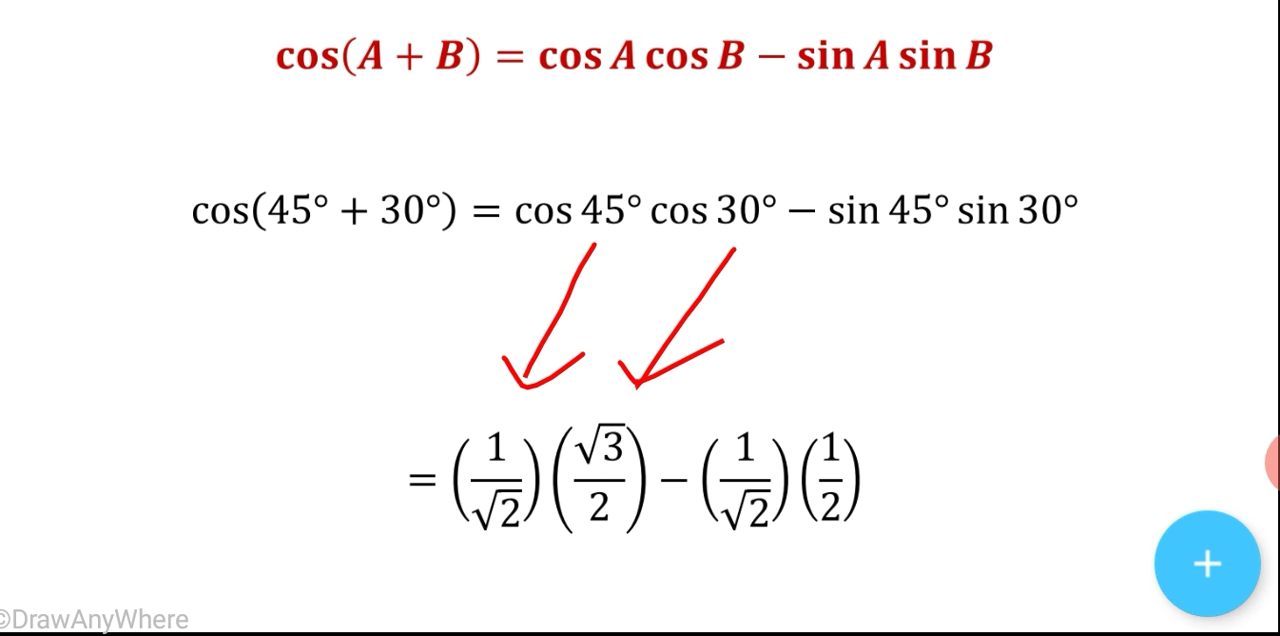 cos(A + B) = cos A cos B − sin A sin B
cos(45° + 30°) = cos 45° cos 30° − sin 45° sin 30°
= (1/√2)(√3/2) − (1/√2)(1/2)
+
©DrawAnyWhere